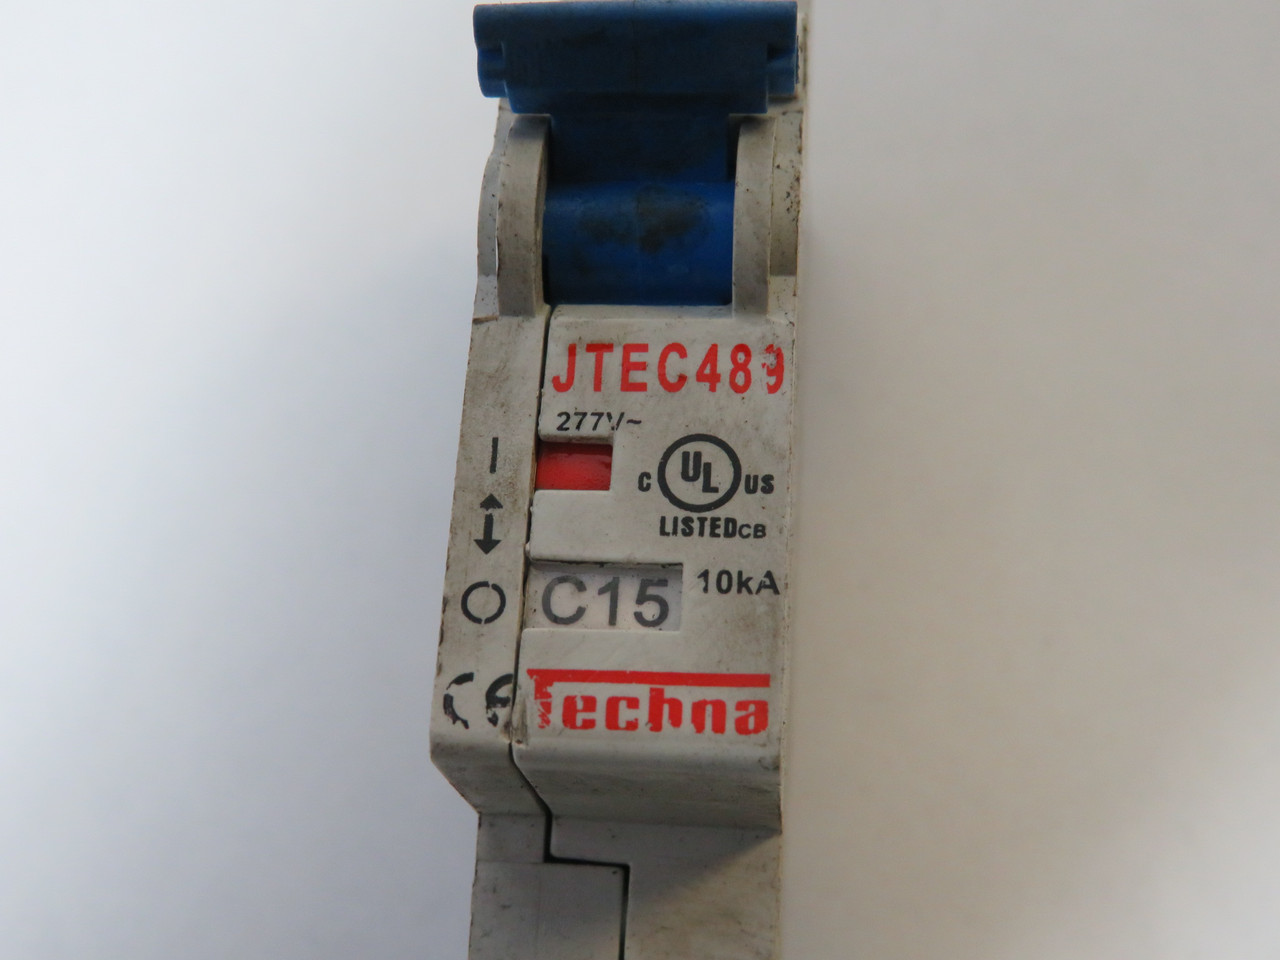 JTEC489
277V~
I
C UL US
LISTED CB
O
C15 10kA
CE
Techna